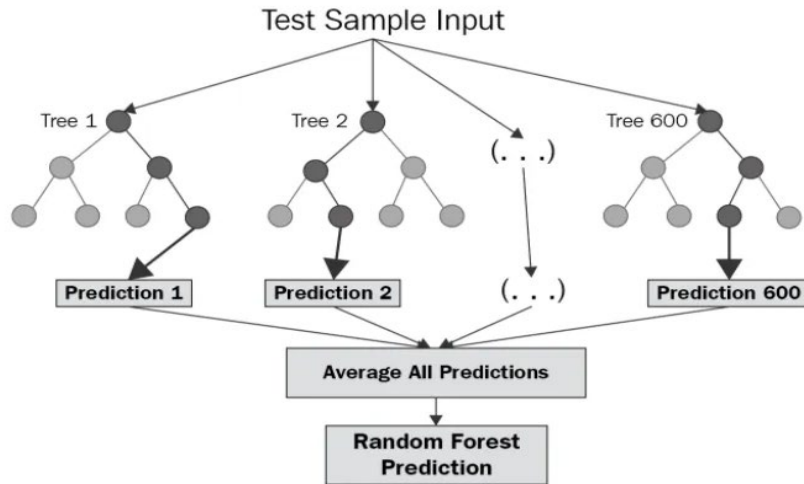 Test Sample Input
Tree 1
Tree 2
(. . .)
Tree 600
Prediction 1
Prediction 2
(. . .)
Prediction 600
Average All Predictions
Random Forest
Prediction